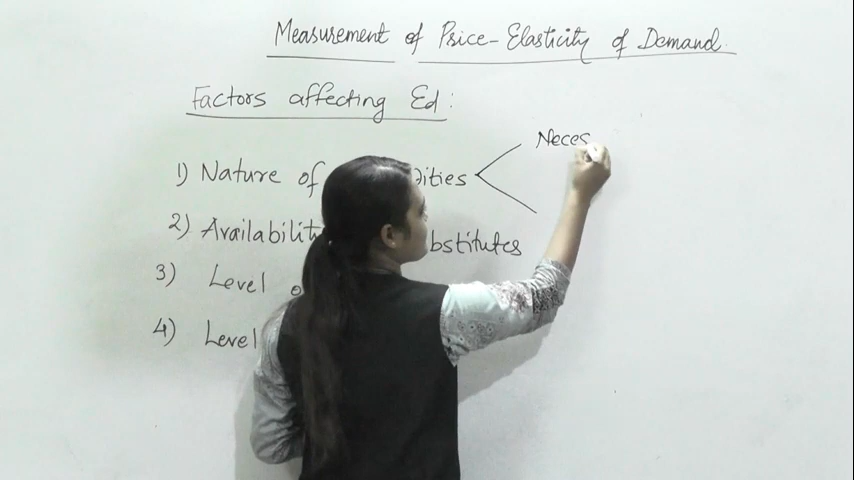 Measurement of Price-Elasticity of Demand
Factors affecting Ed:
1) Nature of dities
Neces
2) Availabilit bstitutes
3) Level o
4) Level